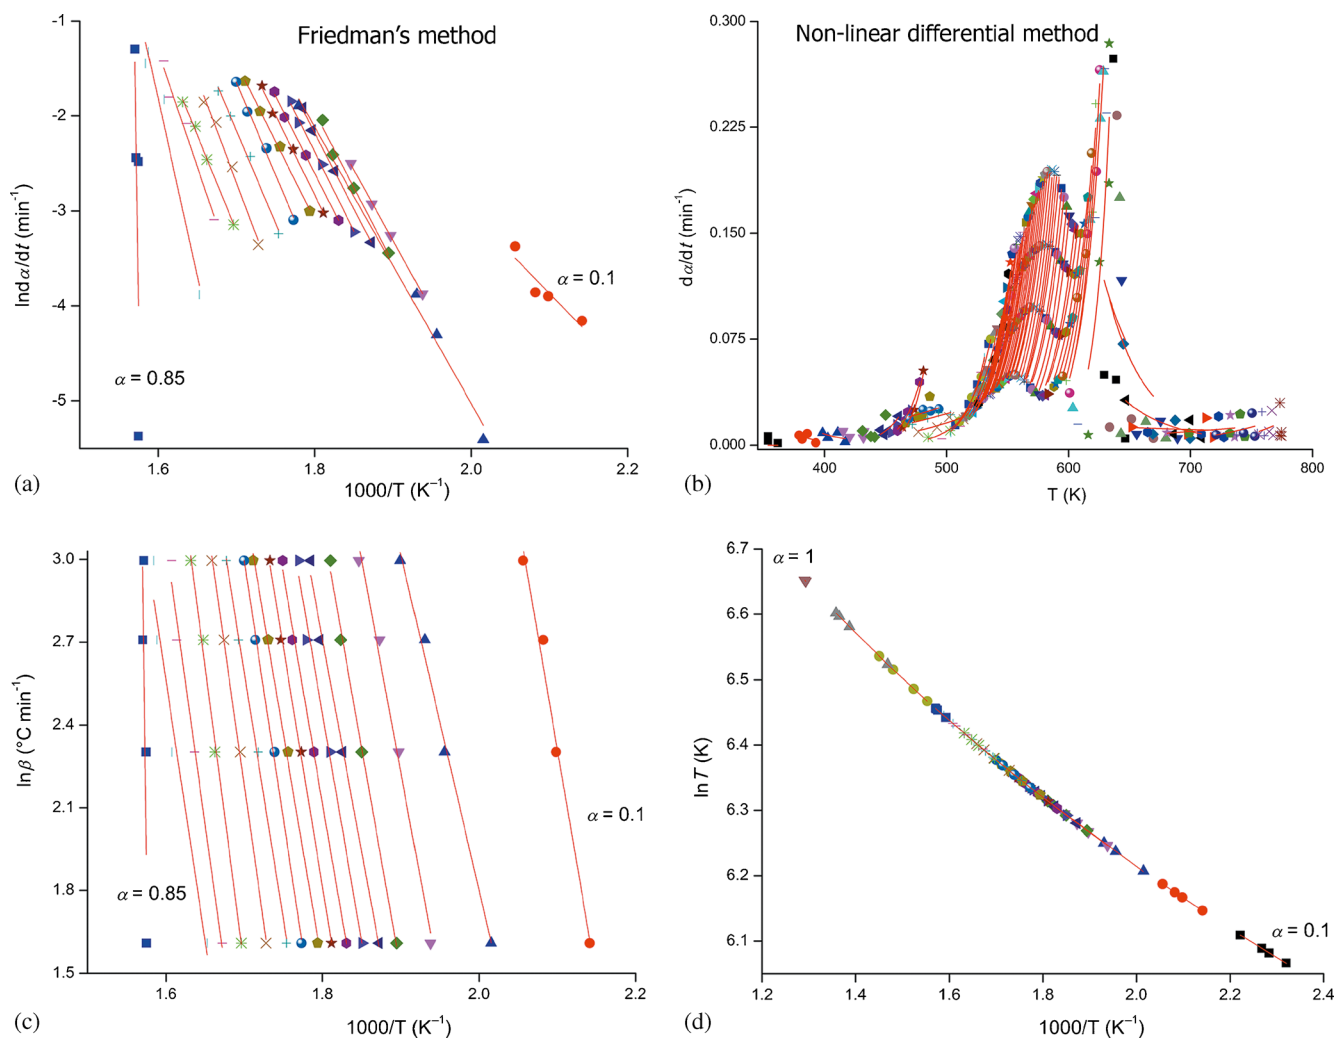 Friedman's method
-1
-2
-3
-4
-5
lndα/dt (min⁻¹)
α = 0.1
α = 0.85
1.6
1.8
2.0
2.2
1000/T (K⁻¹)
(a)
Non-linear differential method
0.300
0.225
0.150
0.075
0.000
dα/dt (min⁻¹)
400
500
600
700
800
T (K)
(b)
3.0
2.7
2.4
2.1
1.8
1.5
lnβ (°C min⁻¹)
α = 0.1
α = 0.85
1.6
1.8
2.0
2.2
1000/T (K⁻¹)
(c)
6.7
6.6
6.5
6.4
6.3
6.2
6.1
ln T (K)
α = 1
α = 0.1
1.2
1.4
1.6
1.8
2.0
2.2
2.4
1000/T (K⁻¹)
(d)